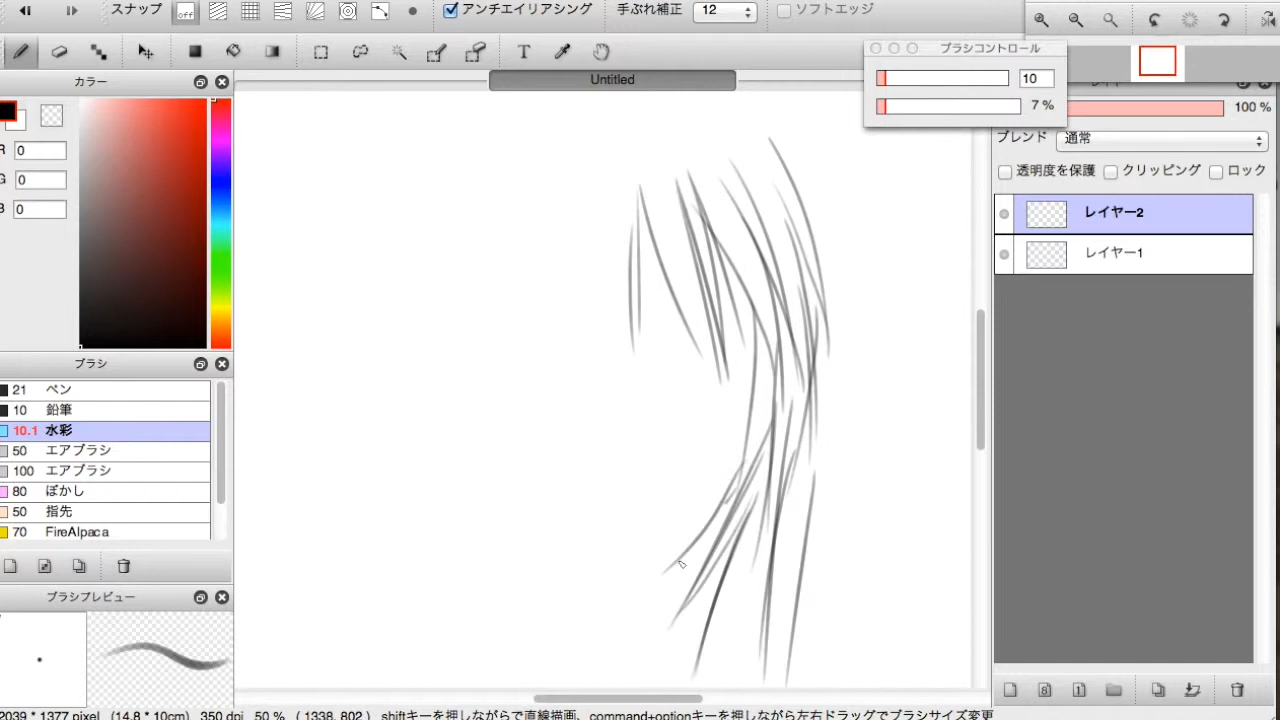 スナップ off アンチエイリアシング 手ぶれ補正 12 ソフトエッジ
T
ブラシコントロール
Untitled
10
7 %
カラー
100 %
ブレンド 通常
透明度を保護 クリッピング ロック
R 0
G 0
B 0
レイヤー2
レイヤー1
ブラシ
21 ペン
10 鉛筆
10.1 水彩
50 エアブラシ
100 エアブラシ
80 ぼかし
50 指先
70 FireAlpaca
ブラシプレビュー
8 1
2039 * 1377 pixel (14.8 * 10cm) 350 dpi 50 % ( 1338, 802 ) shiftキーを押しながらで直線描画、command+optionキーを押しながら左右ドラッグでブラシサイズ変更